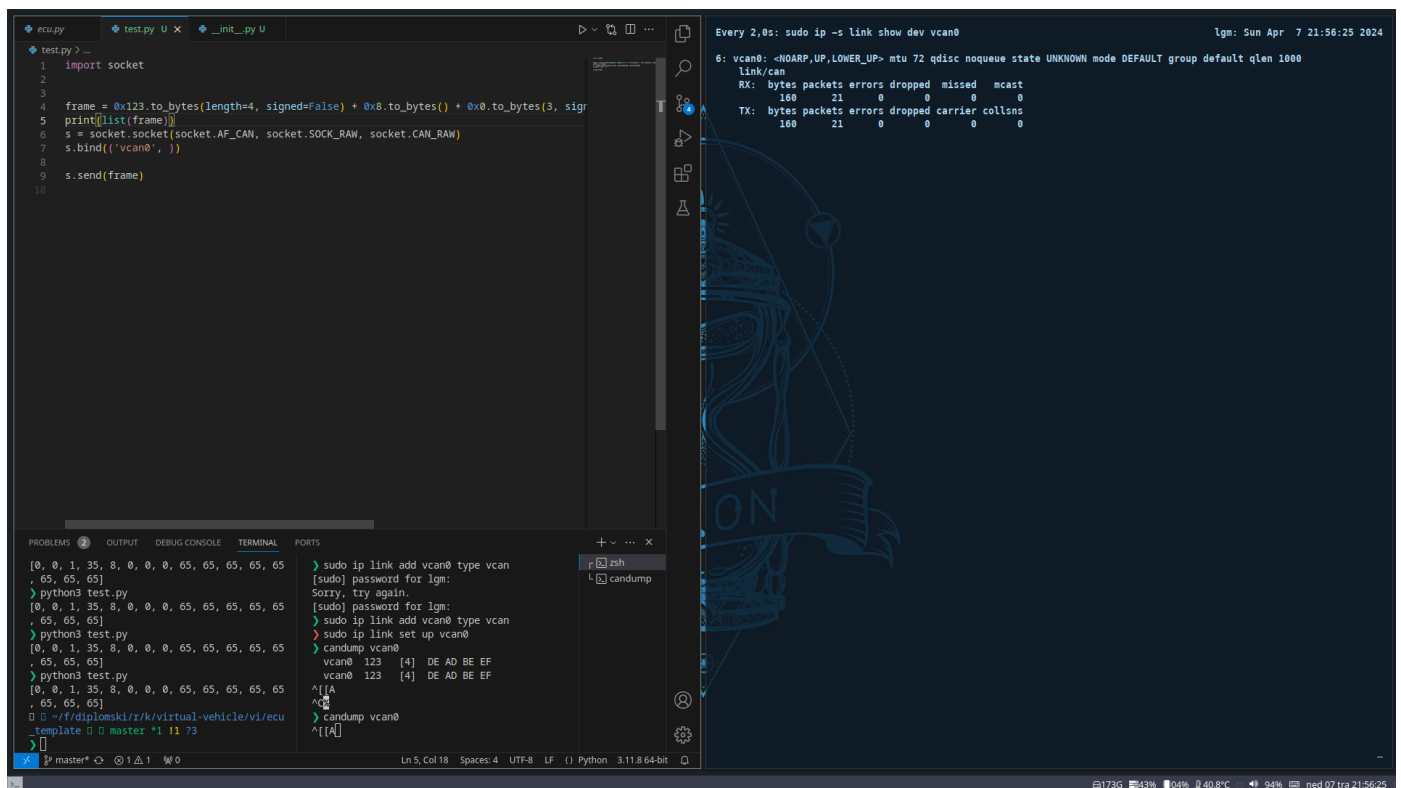 ecu.py test.py U __init__.py U
test.py > ...
1 import socket
2
3
4 frame = 0x123.to_bytes(length=4, signed=False) + 0x8.to_bytes() + 0x0.to_bytes(3, sigr
5 print(list(frame))
6 s = socket.socket(socket.AF_CAN, socket.SOCK_RAW, socket.CAN_RAW)
7 s.bind(('vcan0', ))
8
9 s.send(frame)
10
4
PROBLEMS 2 OUTPUT DEBUG CONSOLE TERMINAL PORTS
[0, 0, 1, 35, 8, 0, 0, 0, 65, 65, 65, 65, 65
, 65, 65, 65]
❯ python3 test.py
[0, 0, 1, 35, 8, 0, 0, 0, 65, 65, 65, 65, 65
, 65, 65, 65]
❯ python3 test.py
[0, 0, 1, 35, 8, 0, 0, 0, 65, 65, 65, 65, 65
, 65, 65, 65]
❯ python3 test.py
[0, 0, 1, 35, 8, 0, 0, 0, 65, 65, 65, 65, 65
, 65, 65, 65]
~/f/diplomski/r/k/virtual-vehicle/vi/ecu
_template master *1 !1 ?3
❯
❯ sudo ip link add vcan0 type vcan
[sudo] password for lgm:
Sorry, try again.
[sudo] password for lgm:
❯ sudo ip link add vcan0 type vcan
❯ sudo ip link set up vcan0
❯ candump vcan0
vcan0 123 [4] DE AD BE EF
vcan0 123 [4] DE AD BE EF
^[[A
^C%
❯ candump vcan0
^[[A
zsh
candump
master* 1 1 0 Ln 5, Col 18 Spaces: 4 UTF-8 LF {} Python 3.11.8 64-bit
Every 2,0s: sudo ip -s link show dev vcan0 lgm: Sun Apr 7 21:56:25 2024
6: vcan0: <NOARP,UP,LOWER_UP> mtu 72 qdisc noqueue state UNKNOWN mode DEFAULT group default qlen 1000
link/can
RX: bytes packets errors dropped missed mcast
160 21 0 0 0 0
TX: bytes packets errors dropped carrier collsns
160 21 0 0 0 0
ON
173G 43% 04% 40.8°C 94% ned 07 tra 21:56:25